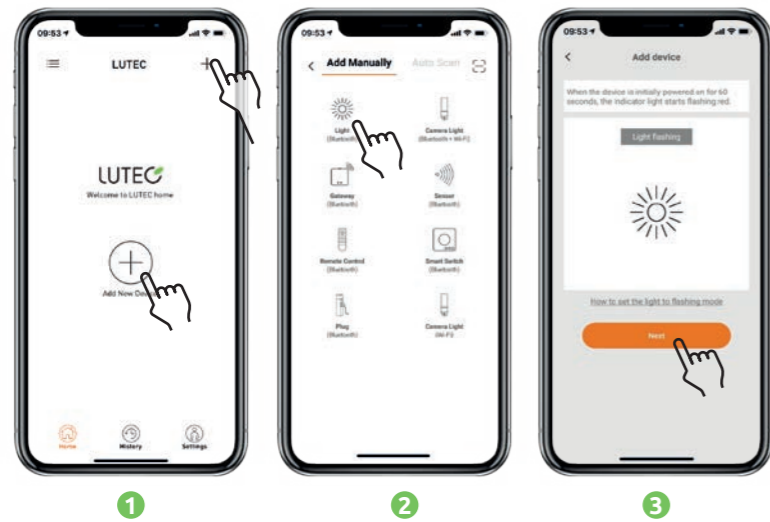 09:53
LUTEC
LUTEC
Welcome to LUTEC home
Add New Device
Home
History
Settings
1
09:53
Add Manually
Auto Scan
Light
(Bluetooth)
Camera Light
(Bluetooth + Wi-Fi)
Gateway
(Bluetooth)
Sensor
(Bluetooth)
Remote Control
(Bluetooth)
Smart Switch
(Bluetooth)
Plug
(Bluetooth)
Camera Light
(Wi-Fi)
2
09:53
Add device
When the device is initially powered on for 60
seconds, the indicator light starts flashing red.
Light flashing
How to set the light to flashing mode
Next
3